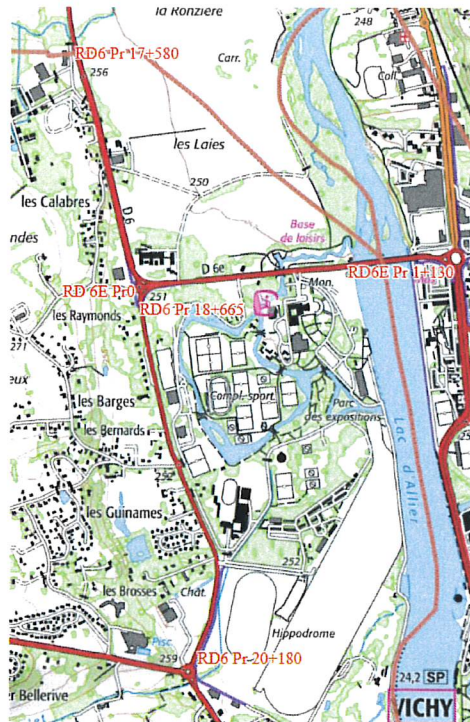 la Ronzière
248
RD6 Pr 17+580
256
Carr.
Coll.
les Laies
250
les Calabres
D 6
Base
de loisirs
D 6e
RD6E Pr 1+130
RD 6E Pr0
251
RD6 Pr 18+665
Mon.
les Raymonds
271
les Barges
Compl. sport.
Parc
des expositions
les Bernards
Lac d'Allier
les Guinames
252
les Brosses
Chât.
Hippodrome
Pisc.
259
RD6 Pr 20+180
24,2 SP
er Bellerive
VICHY